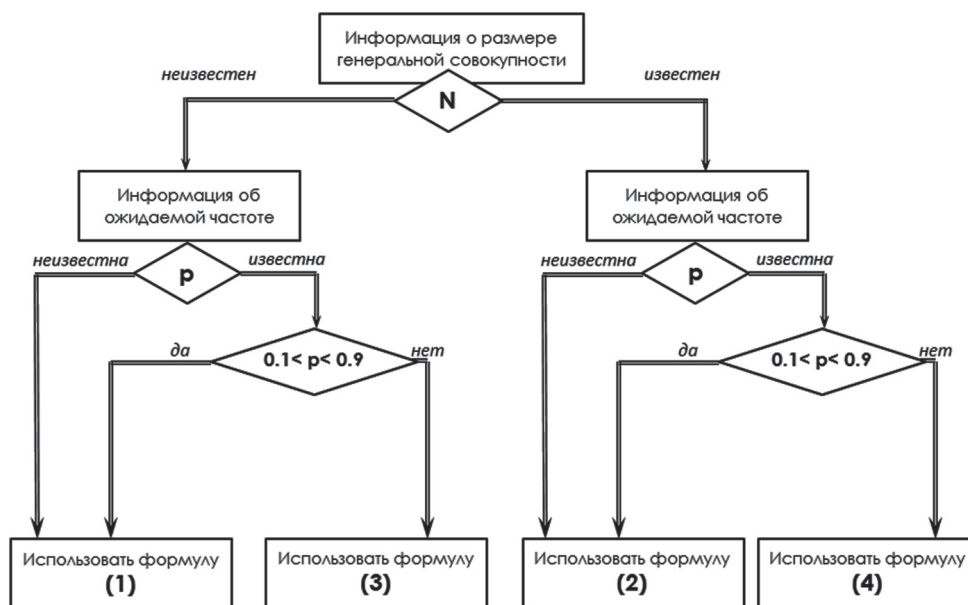 Информация о размере
генеральной совокупности
неизвестен
известен
N
Информация об
ожидаемой частоте
Информация об
ожидаемой частоте
неизвестна
p
известна
неизвестна
p
известна
да
0.1< p< 0.9
нет
да
0.1< p< 0.9
нет
Использовать формулу
(1)
Использовать формулу
(3)
Использовать формулу
(2)
Использовать формулу
(4)